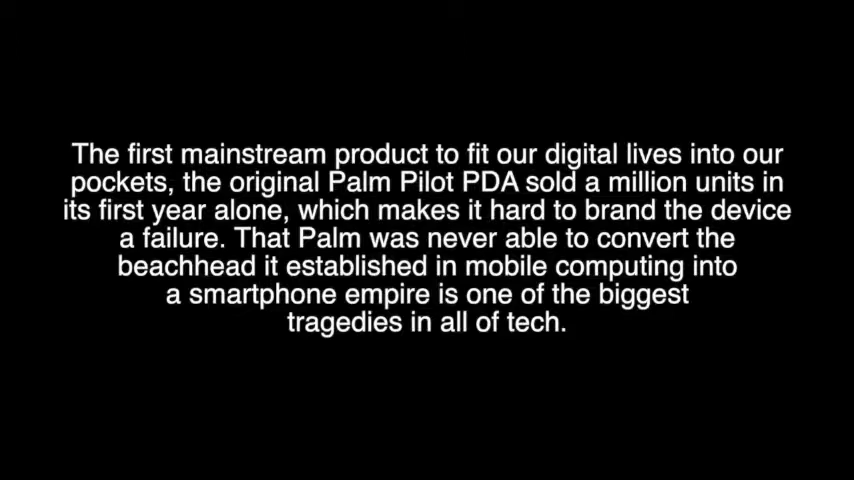 The first mainstream product to fit our digital lives into our
pockets, the original Palm Pilot PDA sold a million units in
its first year alone, which makes it hard to brand the device
a failure. That Palm was never able to convert the
beachhead it established in mobile computing into
a smartphone empire is one of the biggest
tragedies in all of tech.